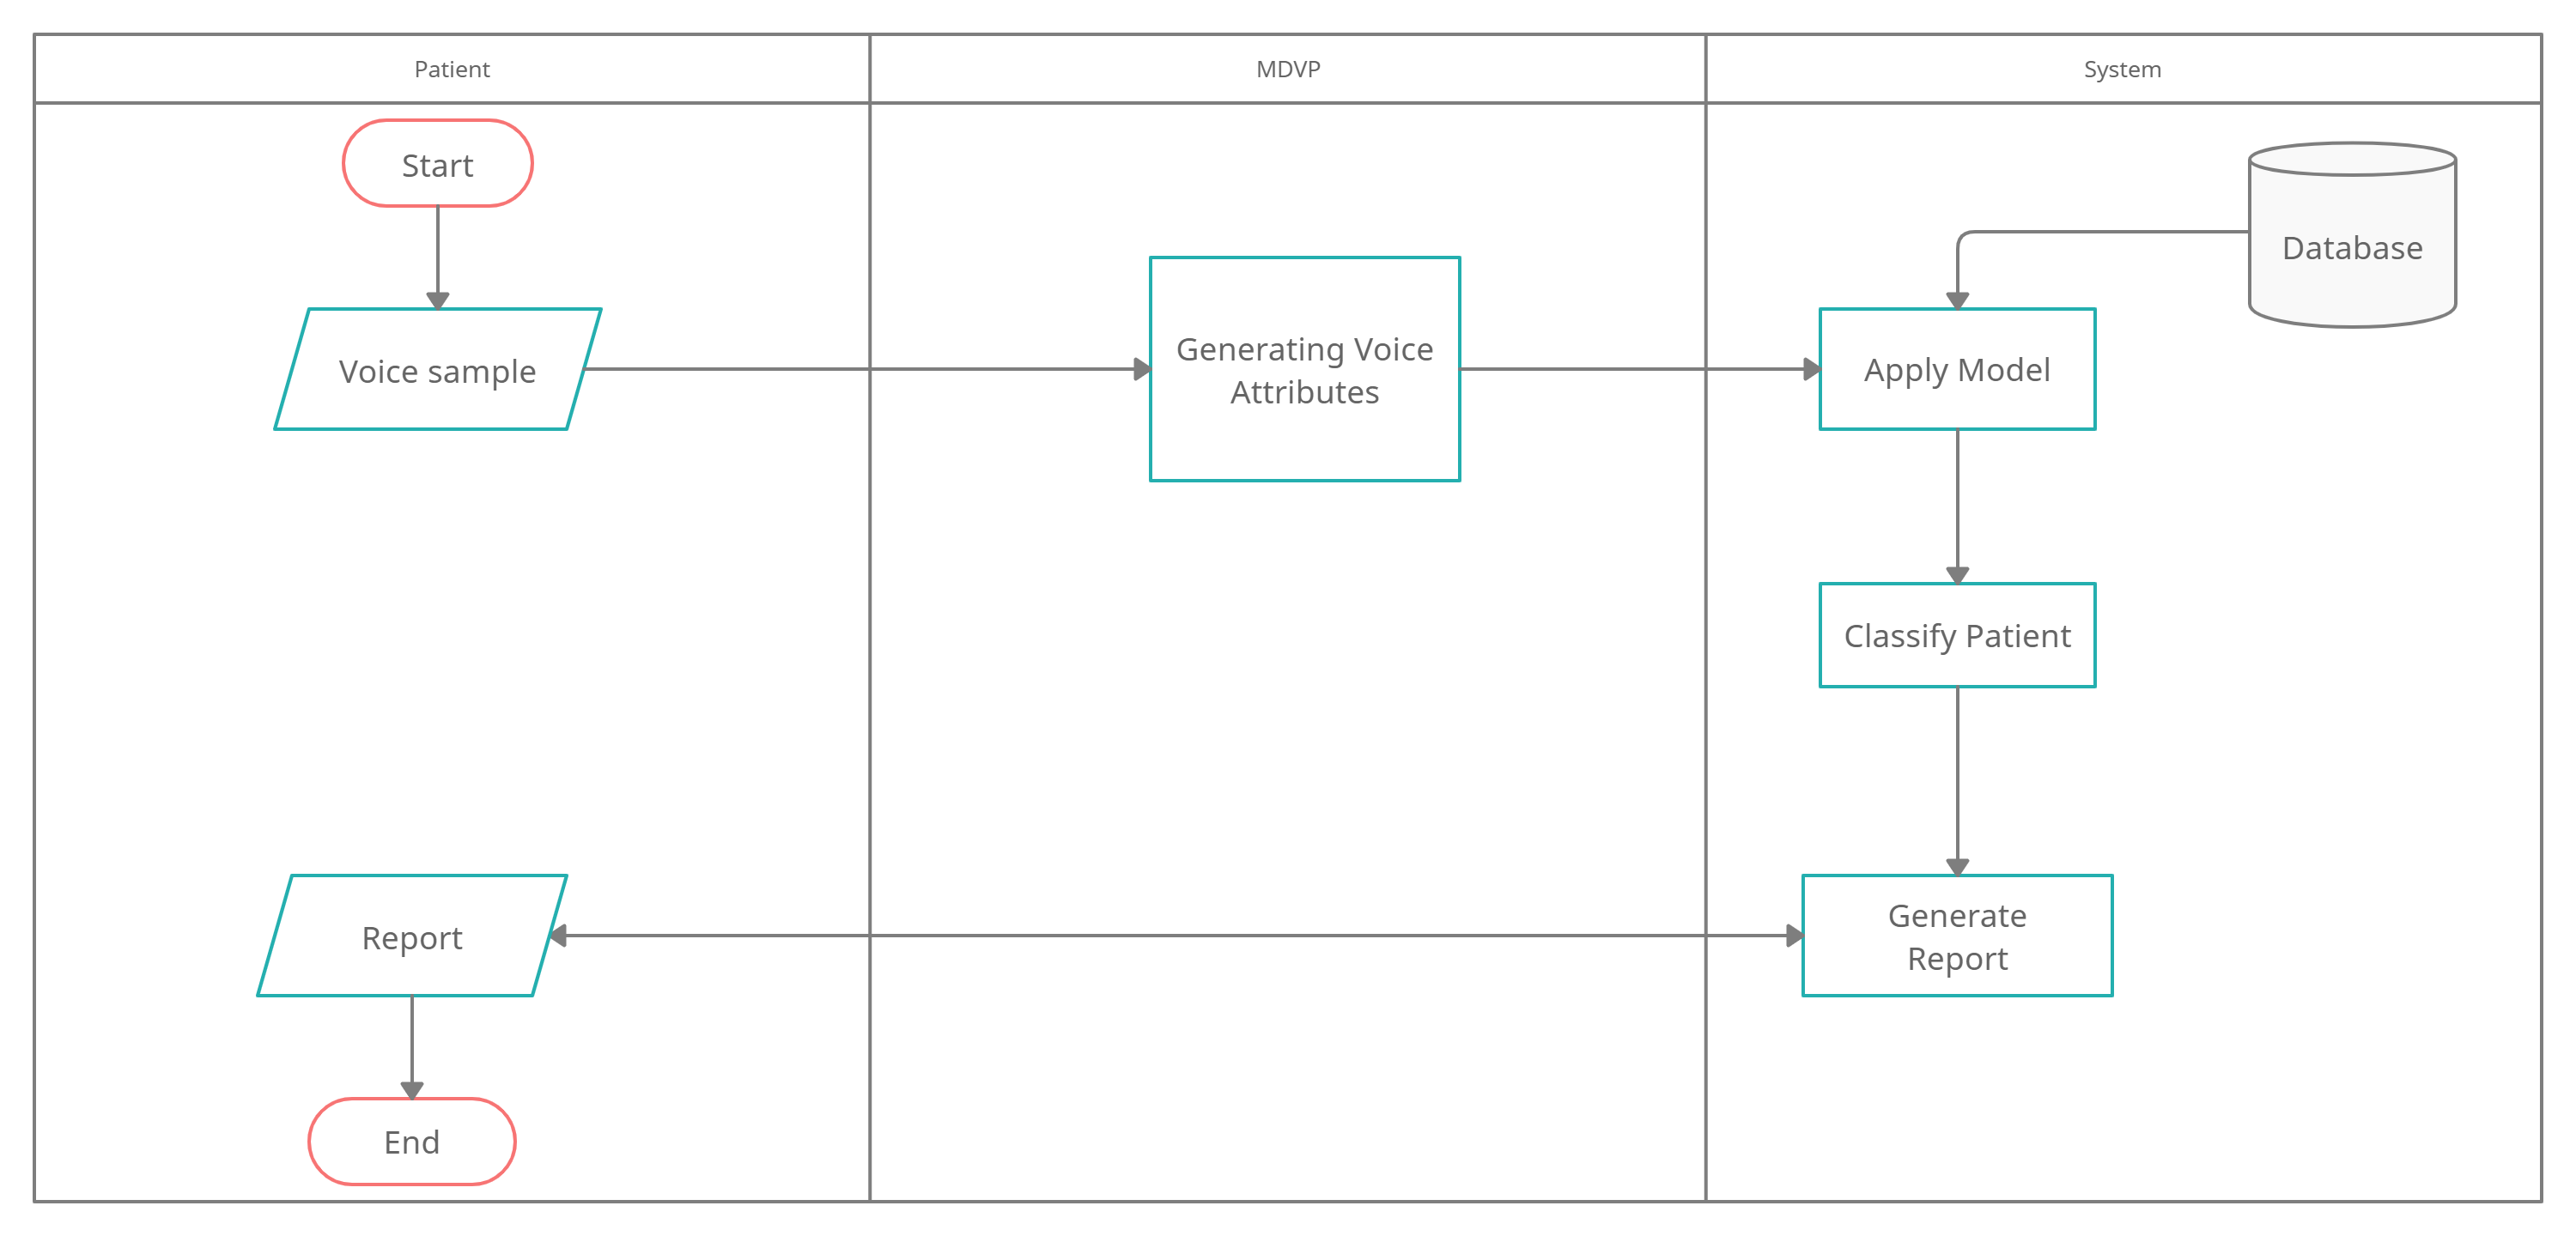 Patient
MDVP
System
Start
Database
Voice sample
Generating Voice
Attributes
Apply Model
Classify Patient
Report
Generate
Report
End